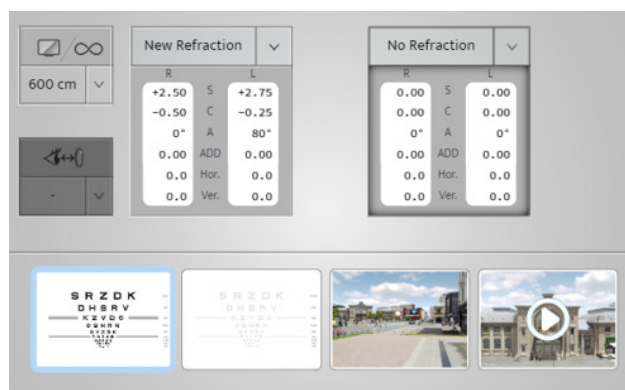 New Refraction
No Refraction
600 cm
R L
+2.50 S +2.75
-0.50 C -0.25
0° A 80°
0.00 ADD 0.00
0.0 Hor. 0.0
0.0 Ver. 0.0
-
R L
0.00 S 0.00
0.00 C 0.00
0° A 0°
0.00 ADD 0.00
0.0 Hor. 0.0
0.0 Ver. 0.0
S R Z D K
D H S R V
K Z V D C
S R Z D K
D H S R V